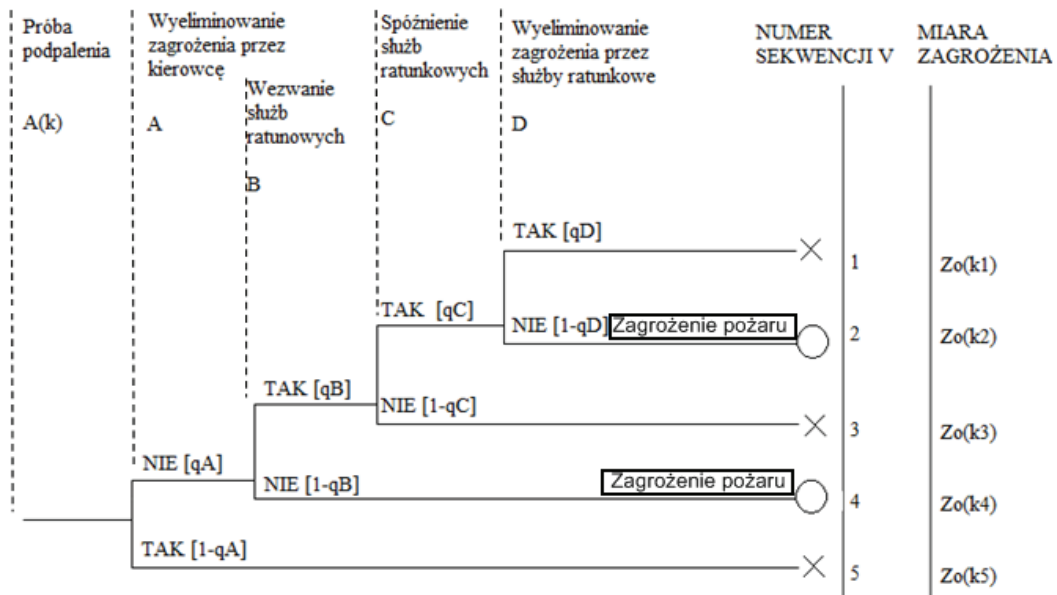 Próba
podpalenia
A(k)
Wyeliminowanie
zagrożenia przez
kierowcę
A
Wezwanie
służb
ratunowych
B
Spóźnienie
służb
ratunkowych
C
Wyeliminowanie
zagrożenia przez
służby ratunkowe
D
NUMER
SEKWENCJI V
MIARA
ZAGROŻENIA
TAK [qD]
1
Zo(k1)
TAK [qC]
NIE [1-qD]
Zagrożenie pożaru
2
Zo(k2)
TAK [qB]
NIE [1-qC]
3
Zo(k3)
NIE [qA]
NIE [1-qB]
Zagrożenie pożaru
4
Zo(k4)
TAK [1-qA]
5
Zo(k5)